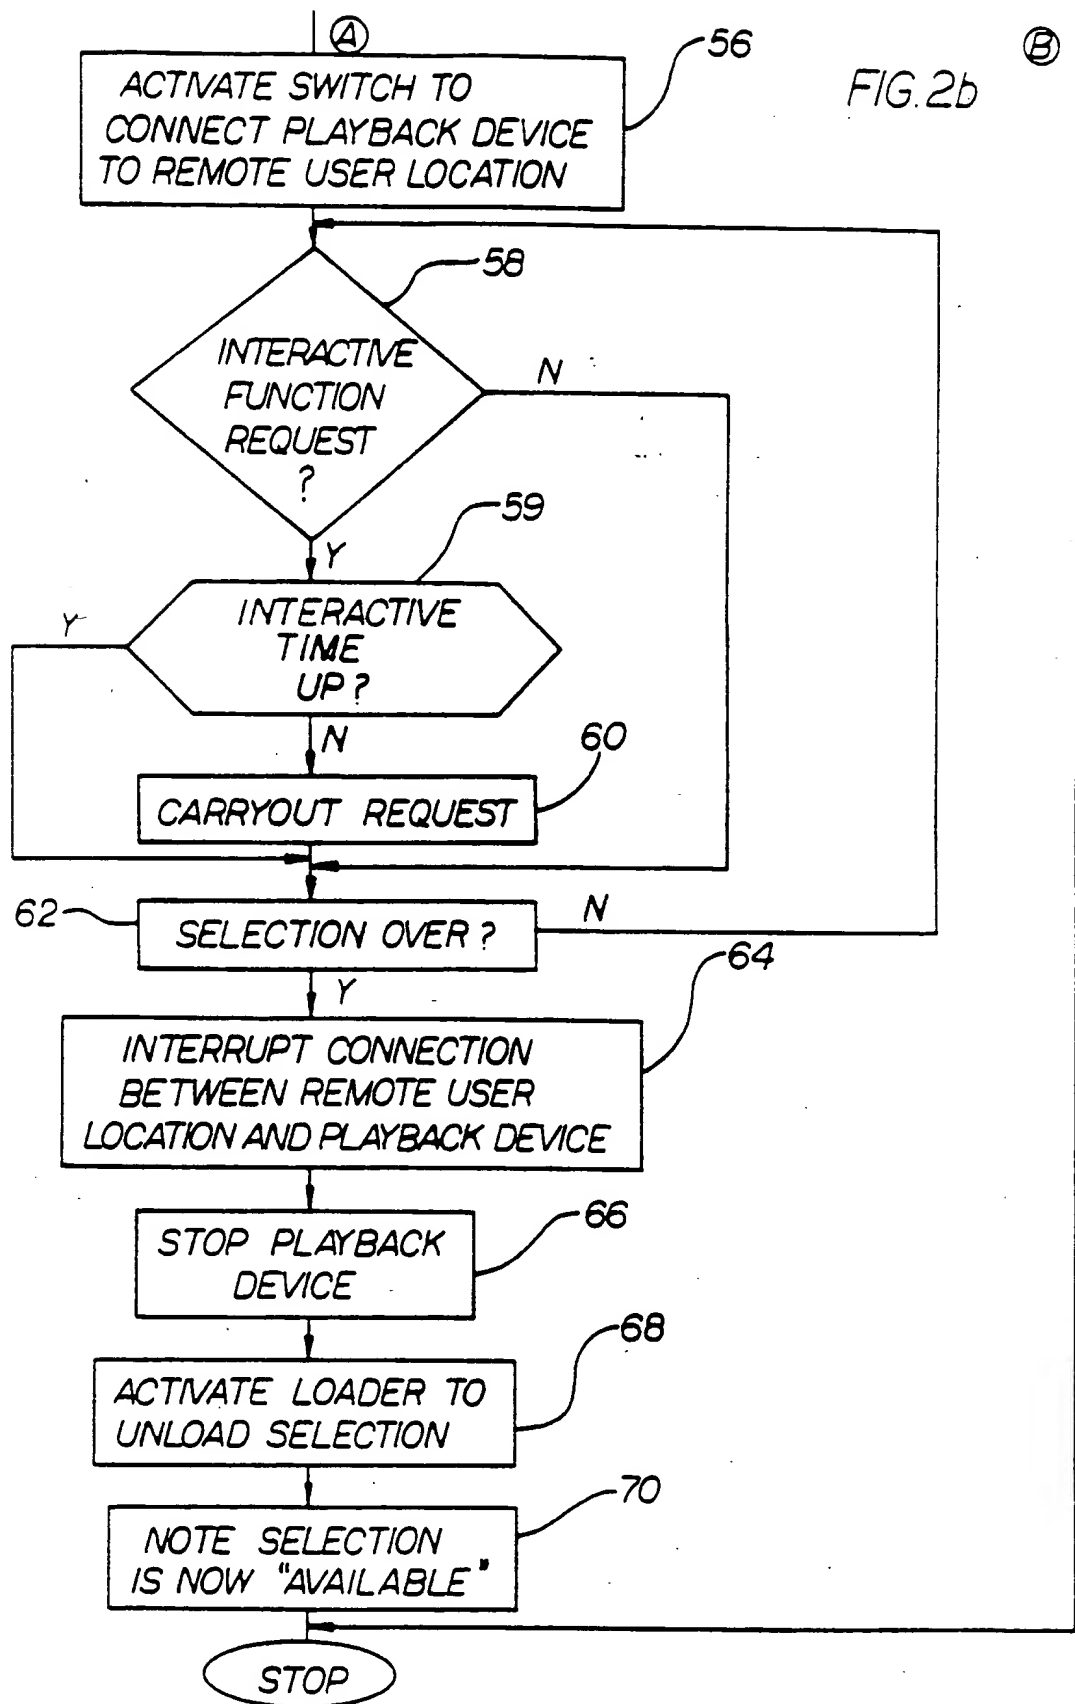 A
B
56
FIG. 2b
ACTIVATE SWITCH TO
CONNECT PLAYBACK DEVICE
TO REMOTE USER LOCATION
58
INTERACTIVE
FUNCTION
REQUEST
?
N
Y
59
INTERACTIVE
TIME
UP?
Y
N
60
CARRYOUT REQUEST
62
SELECTION OVER?
N
Y
64
INTERRUPT CONNECTION
BETWEEN REMOTE USER
LOCATION AND PLAYBACK DEVICE
66
STOP PLAYBACK
DEVICE
68
ACTIVATE LOADER TO
UNLOAD SELECTION
70
NOTE SELECTION
IS NOW "AVAILABLE"
STOP